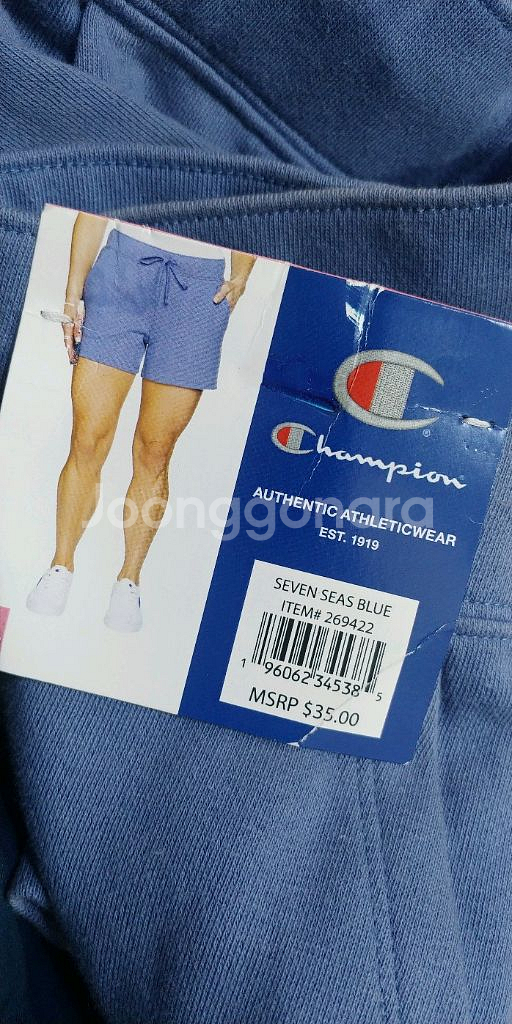 Champion
AUTHENTIC ATHLETICWEAR
EST. 1919
Joonggonara
SEVEN SEAS BLUE
ITEM# 269422
1 96062 34538 5
MSRP $35.00